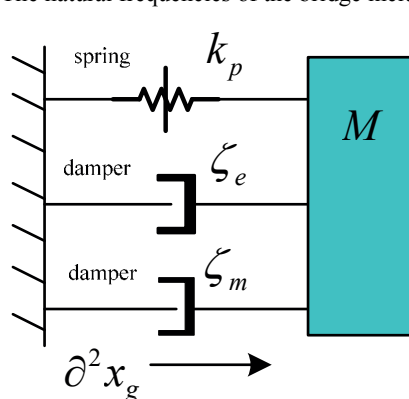 spring
k_p
M
damper
ζ_e
damper
ζ_m
∂²x_g